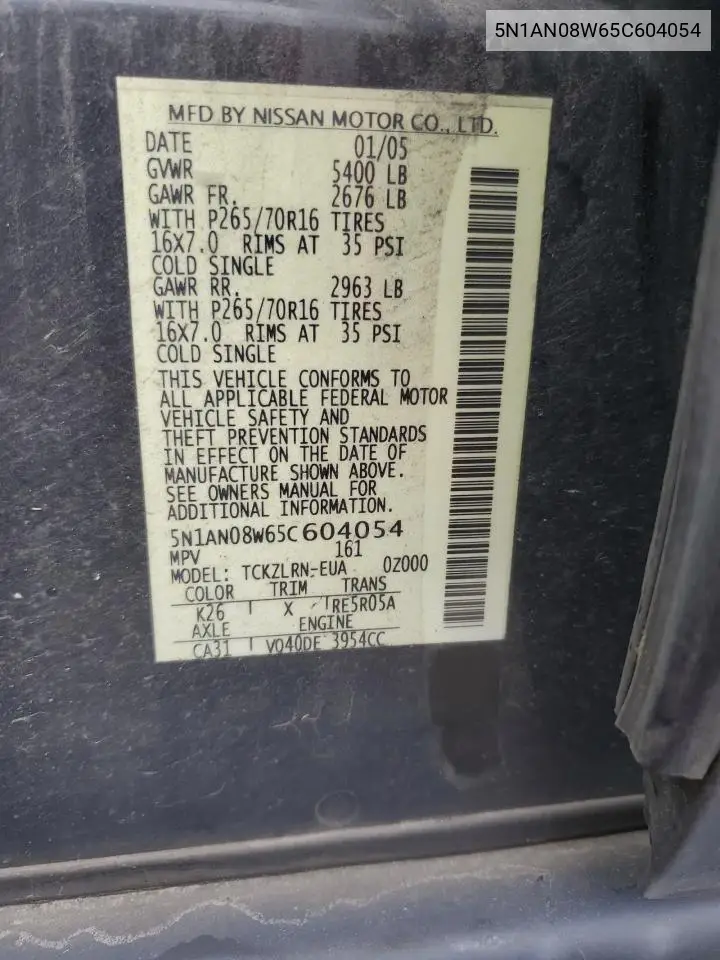 5N1AN08W65C604054
MFD BY NISSAN MOTOR CO., LTD.
DATE 01/05
GVWR 5400 LB
GAWR FR. 2676 LB
WITH P265/70R16 TIRES
16X7.0 RIMS AT 35 PSI
COLD SINGLE
GAWR RR. 2963 LB
WITH P265/70R16 TIRES
16X7.0 RIMS AT 35 PSI
COLD SINGLE
THIS VEHICLE CONFORMS TO
ALL APPLICABLE FEDERAL MOTOR
VEHICLE SAFETY AND
THEFT PREVENTION STANDARDS
IN EFFECT ON THE DATE OF
MANUFACTURE SHOWN ABOVE.
SEE OWNERS MANUAL FOR
ADDITIONAL INFORMATION.
5N1AN08W65C604054
MPV 161
MODEL: TCKZLRN-EUA 0Z000
COLOR TRIM TRANS
K26 X RE5R05A
AXLE ENGINE
CA31 VQ40DE 3954CC